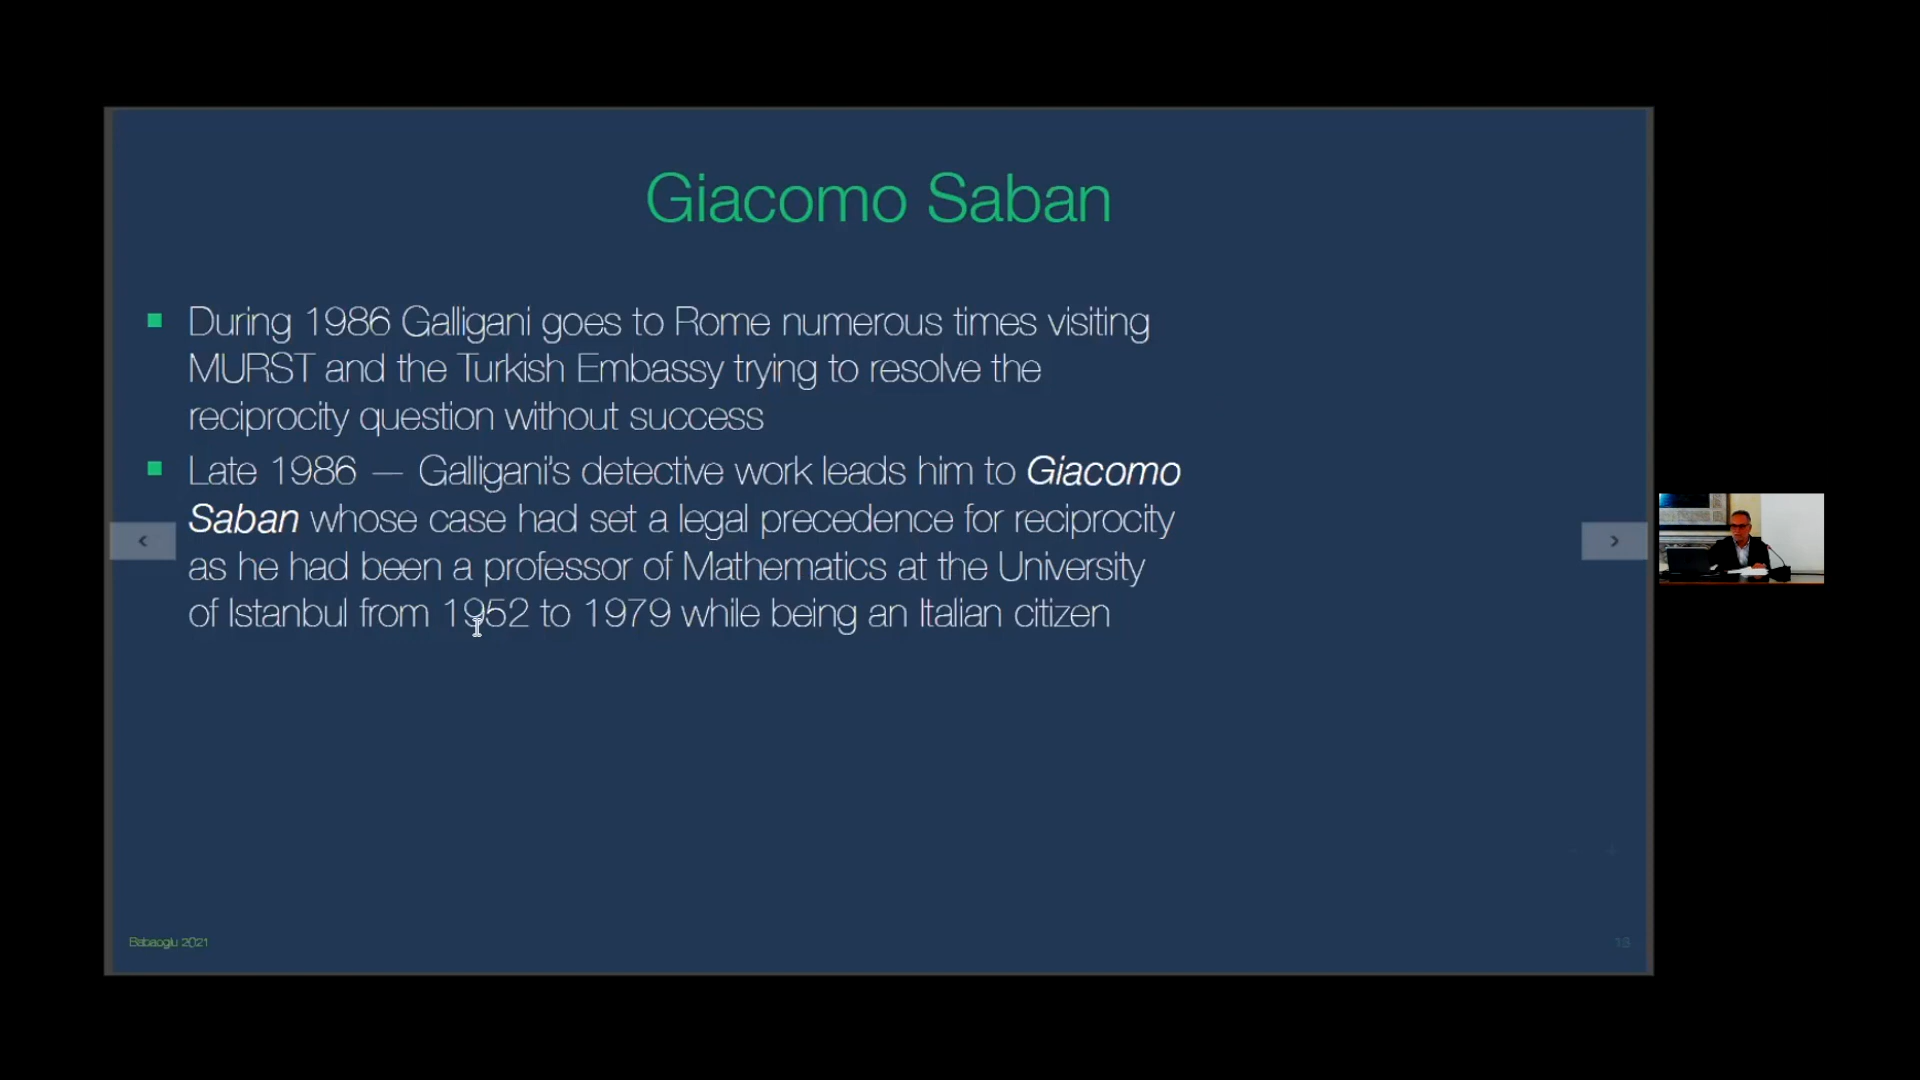 Giacomo Saban
During 1986 Galligani goes to Rome numerous times visiting
MURST and the Turkish Embassy trying to resolve the
reciprocity question without success
Late 1986 — Galligani's detective work leads him to Giacomo
Saban whose case had set a legal precedence for reciprocity
as he had been a professor of Mathematics at the University
of Istanbul from 1952 to 1979 while being an Italian citizen
Babaoglu 2021